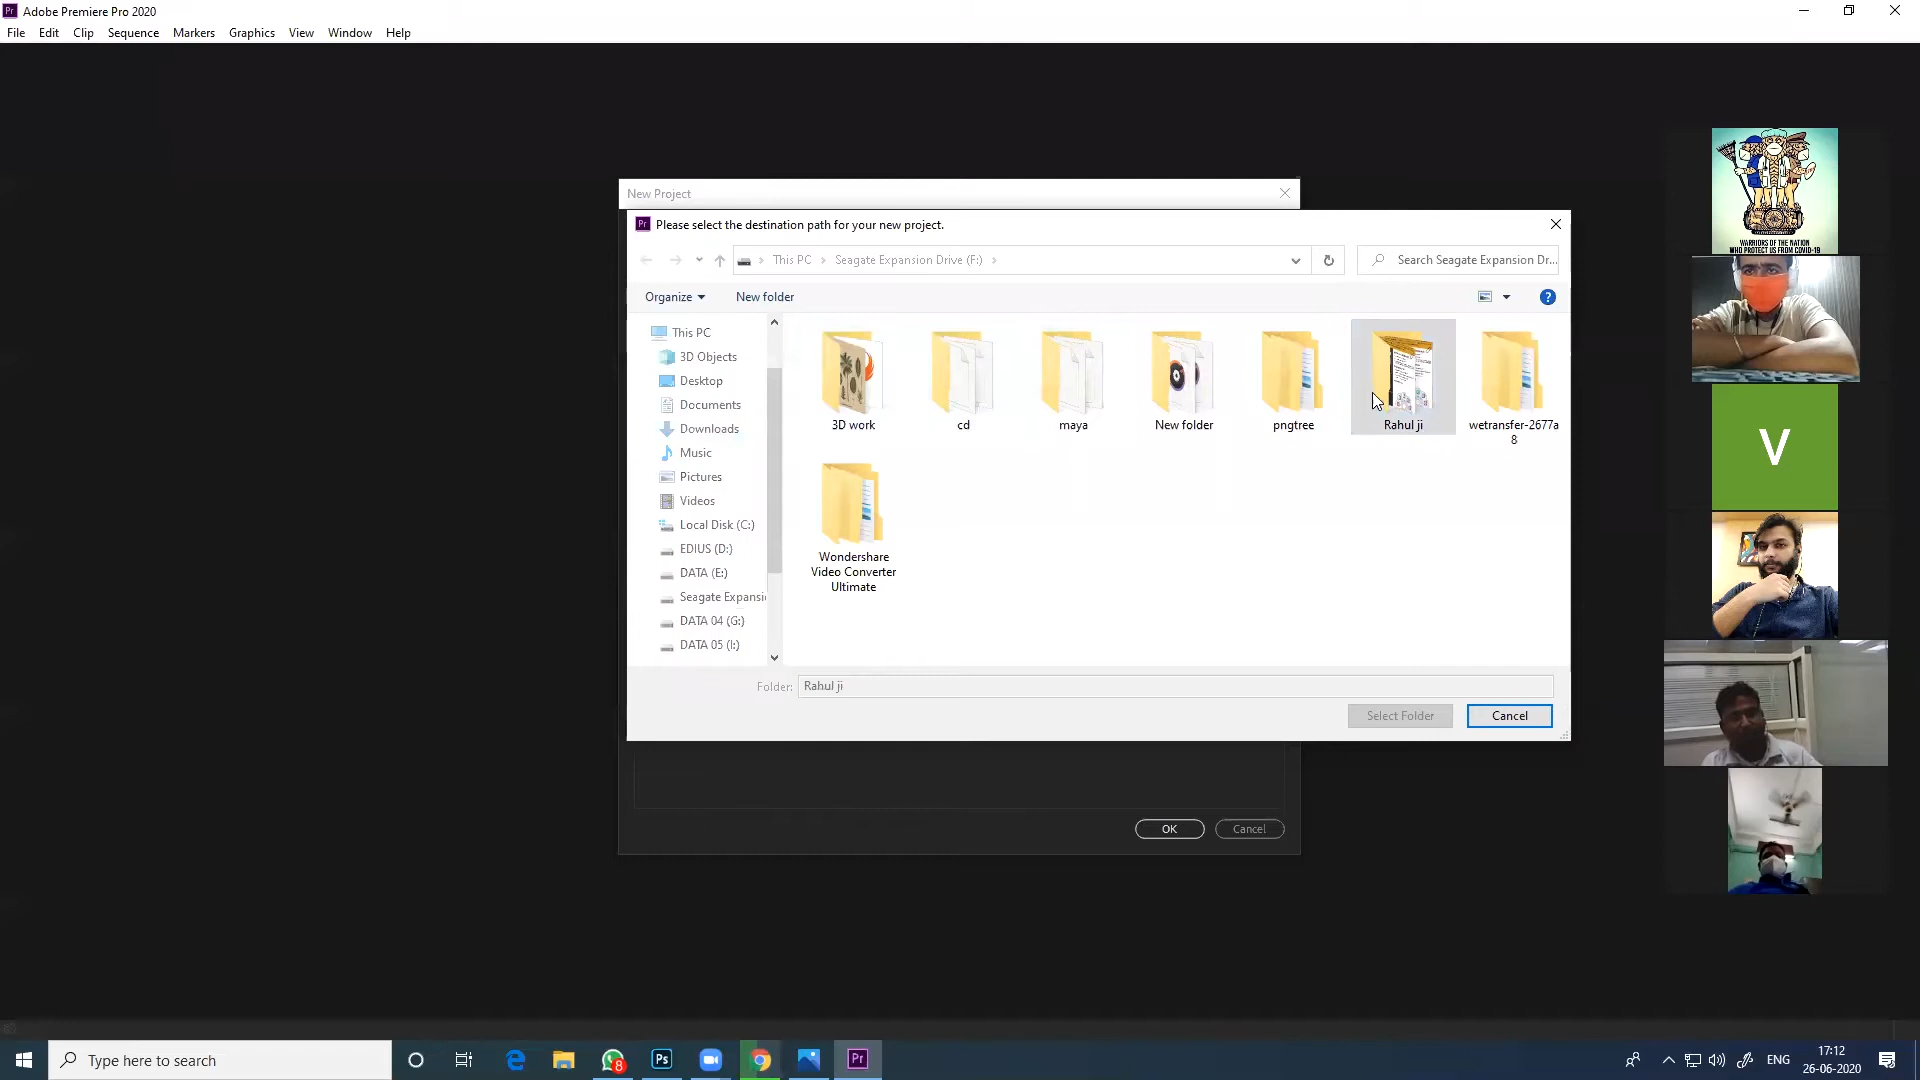 Adobe Premiere Pro 2020
File Edit Clip Sequence Markers Graphics View Window Help
New Project
Pr Please select the destination path for your new project.
This PC > Seagate Expansion Drive (F:) >
Search Seagate Expansion Dr...
Organize
New folder
This PC
3D Objects
Desktop
Documents
Downloads
Music
Pictures
Videos
Local Disk (C:)
EDIUS (D:)
DATA (E:)
Seagate Expansi
DATA 04 (G:)
DATA 05 (I:)
3D work
cd
maya
New folder
pngtree
Rahul ji
wetransfer-2677a
8
Wondershare
Video Converter
Ultimate
Folder: Rahul ji
Select Folder
Cancel
OK
Cancel
WARRIORS OF THE NATION
WHO PROTECT US FROM COVID-19
V
Type here to search
8
Ps
Pr
ENG
17:12
26-06-2020